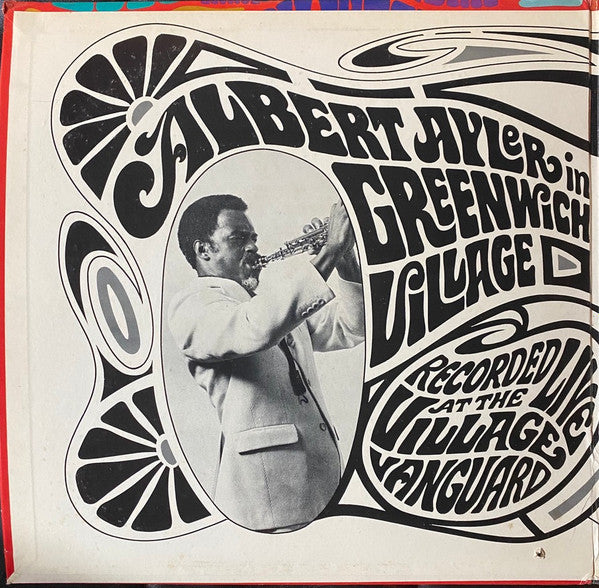 ALBERT AYLER in
GREENWICH
VILLAGE
RECORDED LIVE
AT THE
VILLAGE
VANGUARD